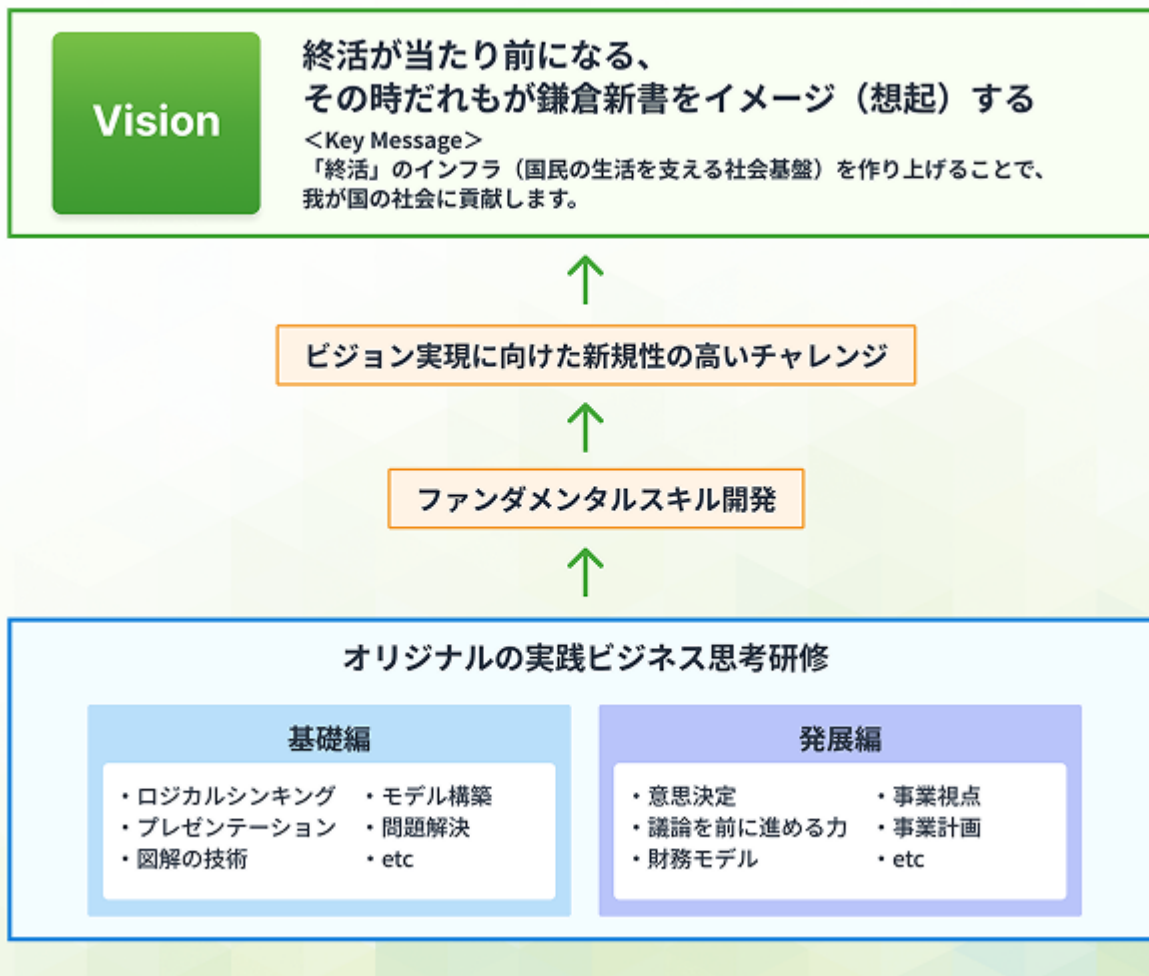 Vision
終活が当たり前になる、
その時だれもが鎌倉新書をイメージ（想起）する
＜Key Message＞
「終活」のインフラ（国民の生活を支える社会基盤）を作り上げることで、
我が国の社会に貢献します。
ビジョン実現に向けた新規性の高いチャレンジ
ファンダメンタルスキル開発
オリジナルの実践ビジネス思考研修
基礎編
・ロジカルシンキング
・プレゼンテーション
・図解の技術
・モデル構築
・問題解決
・etc
発展編
・意思決定
・議論を前に進める力
・財務モデル
・事業視点
・事業計画
・etc